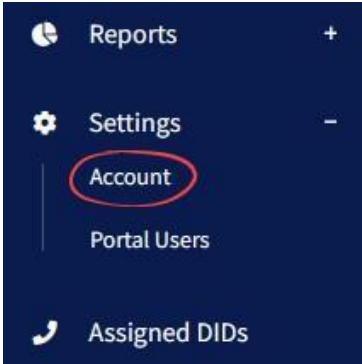 Reports +
Settings -
Account
Portal Users
Assigned DIDs